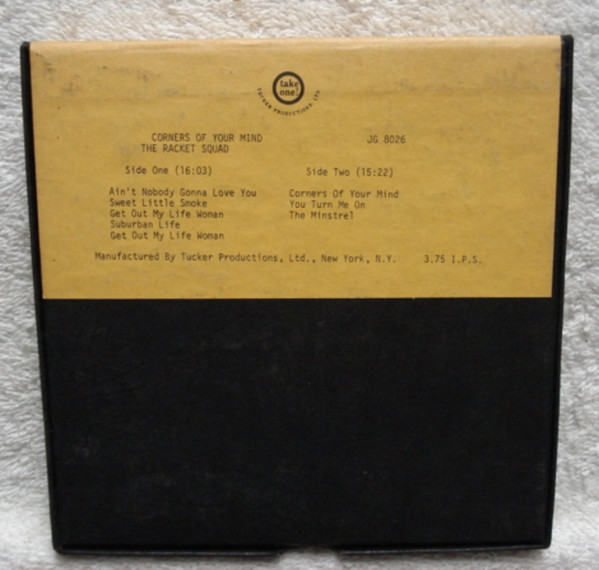 take
one!
TUCKER PRODUCTIONS, LTD.
CORNERS OF YOUR MIND JG 8026
THE RACKET SQUAD
Side One (16:03) Side Two (15:22)
Ain't Nobody Gonna Love You Corners Of Your Mind
Sweet Little Smoke You Turn Me On
Get Out My Life Woman The Minstrel
Suburban Life
Get Out My Life Woman
Manufactured By Tucker Productions, Ltd., New York, N.Y. 3.75 I.P.S.